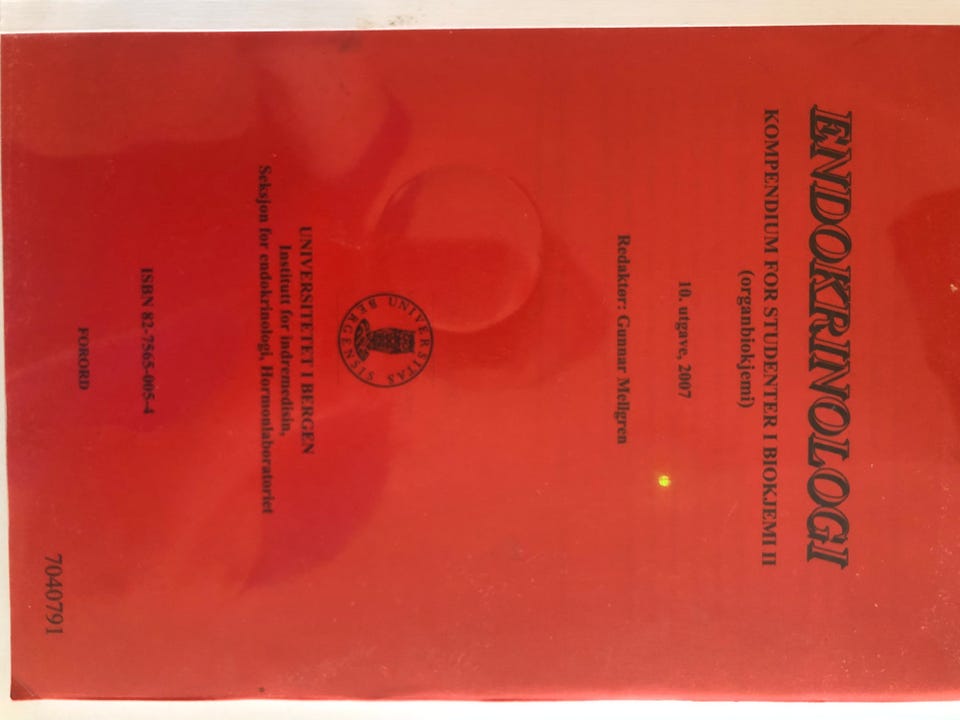 ENDOKRINOLOGI
KOMPENDIUM FOR STUDENTER I BIOKJEMI II
(organbiokjemi)
10. utgave, 2007
Redaktør: Gunnar Mellgren
UNIVERSITAS BERGENSIS
UNIVERSITETET I BERGEN
Institutt for indremedisin,
Seksjon for endokrinologi, Hormonlaboratoriet
ISBN 82-7565-005-4
FORORD
7040791